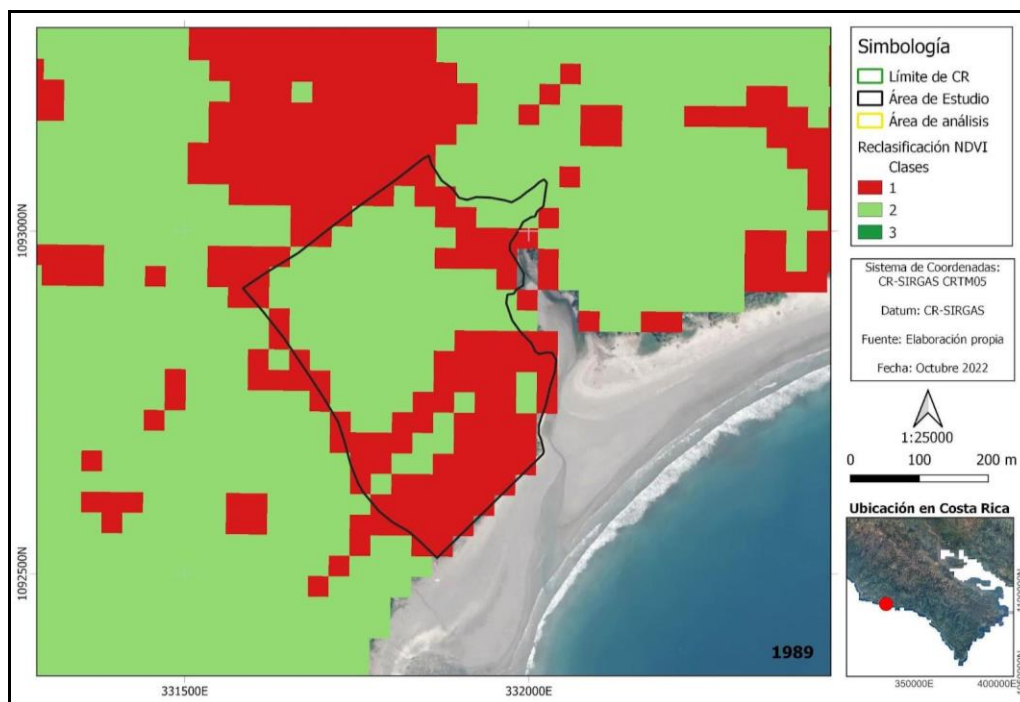 Simbología
Límite de CR
Área de Estudio
Área de análisis
Reclasificación NDVI
Clases
1
2
3
Sistema de Coordenadas:
CR-SIRGAS CRTM05
Datum: CR-SIRGAS
Fuente: Elaboración propia
Fecha: Octubre 2022
1:25000
0 100 200 m
Ubicación en Costa Rica
350000E 400000E
1093000N
1092500N
1989
331500E 332000E